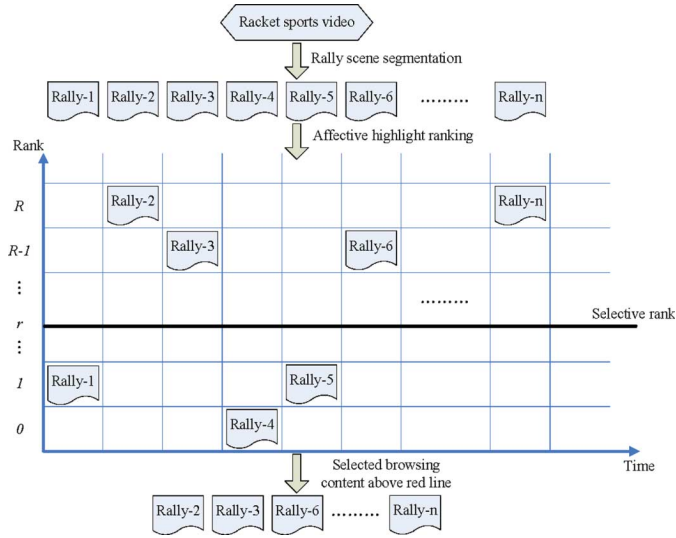 Racket sports video
Rally scene segmentation
Rally-1 Rally-2 Rally-3 Rally-4 Rally-5 Rally-6 ......... Rally-n
Affective highlight ranking
Rank
R Rally-2 Rally-n
R-1 Rally-3 Rally-6
⋮ .........
Selective rank
r
⋮
1 Rally-1 Rally-5
0 Rally-4
Time
Selected browsing
content above red line
Rally-2 Rally-3 Rally-6 ......... Rally-n